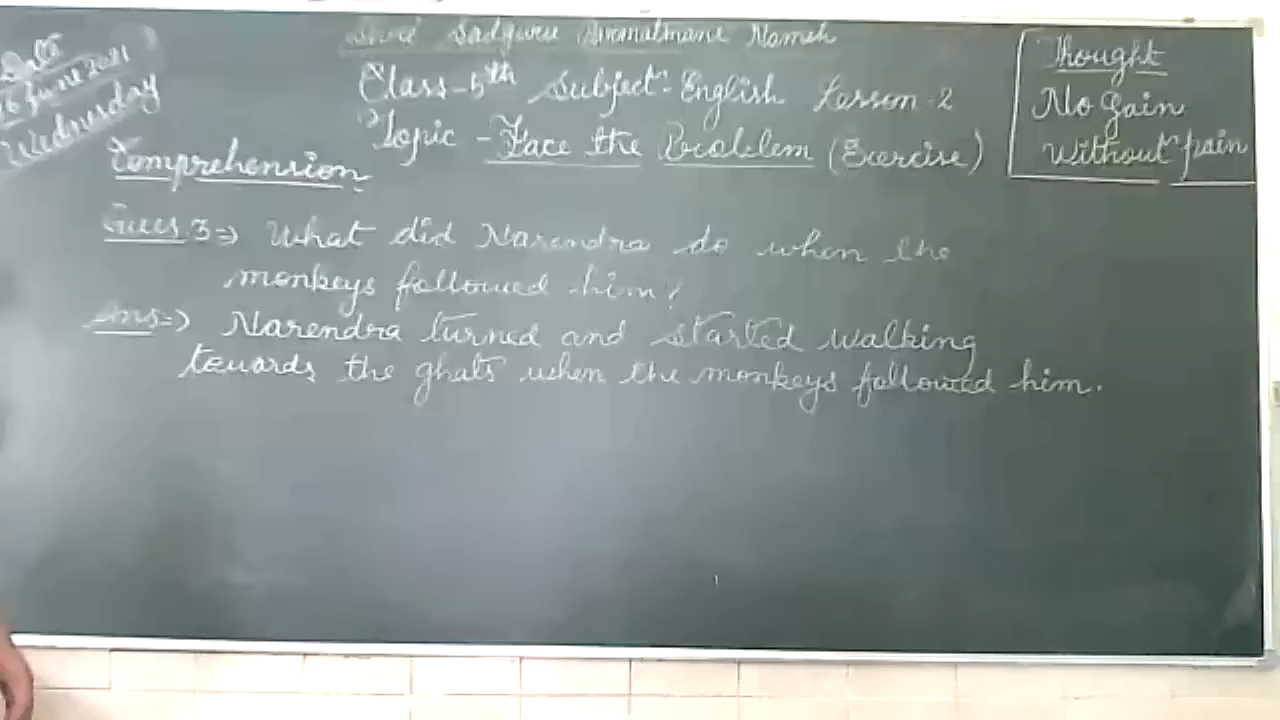 Shri Sadguru Namah
Date
16 June 2021
Wednesday
Class-5th Subject- English Lesson-2
Topic - Face the Problem (Exercise)
Thought
No Gain
Without pain
Comprehension
Ques.3=> What did Narendra do when the
monkeys followed him?
Ans=> Narendra turned and started walking
towards the ghats when the monkeys followed him.